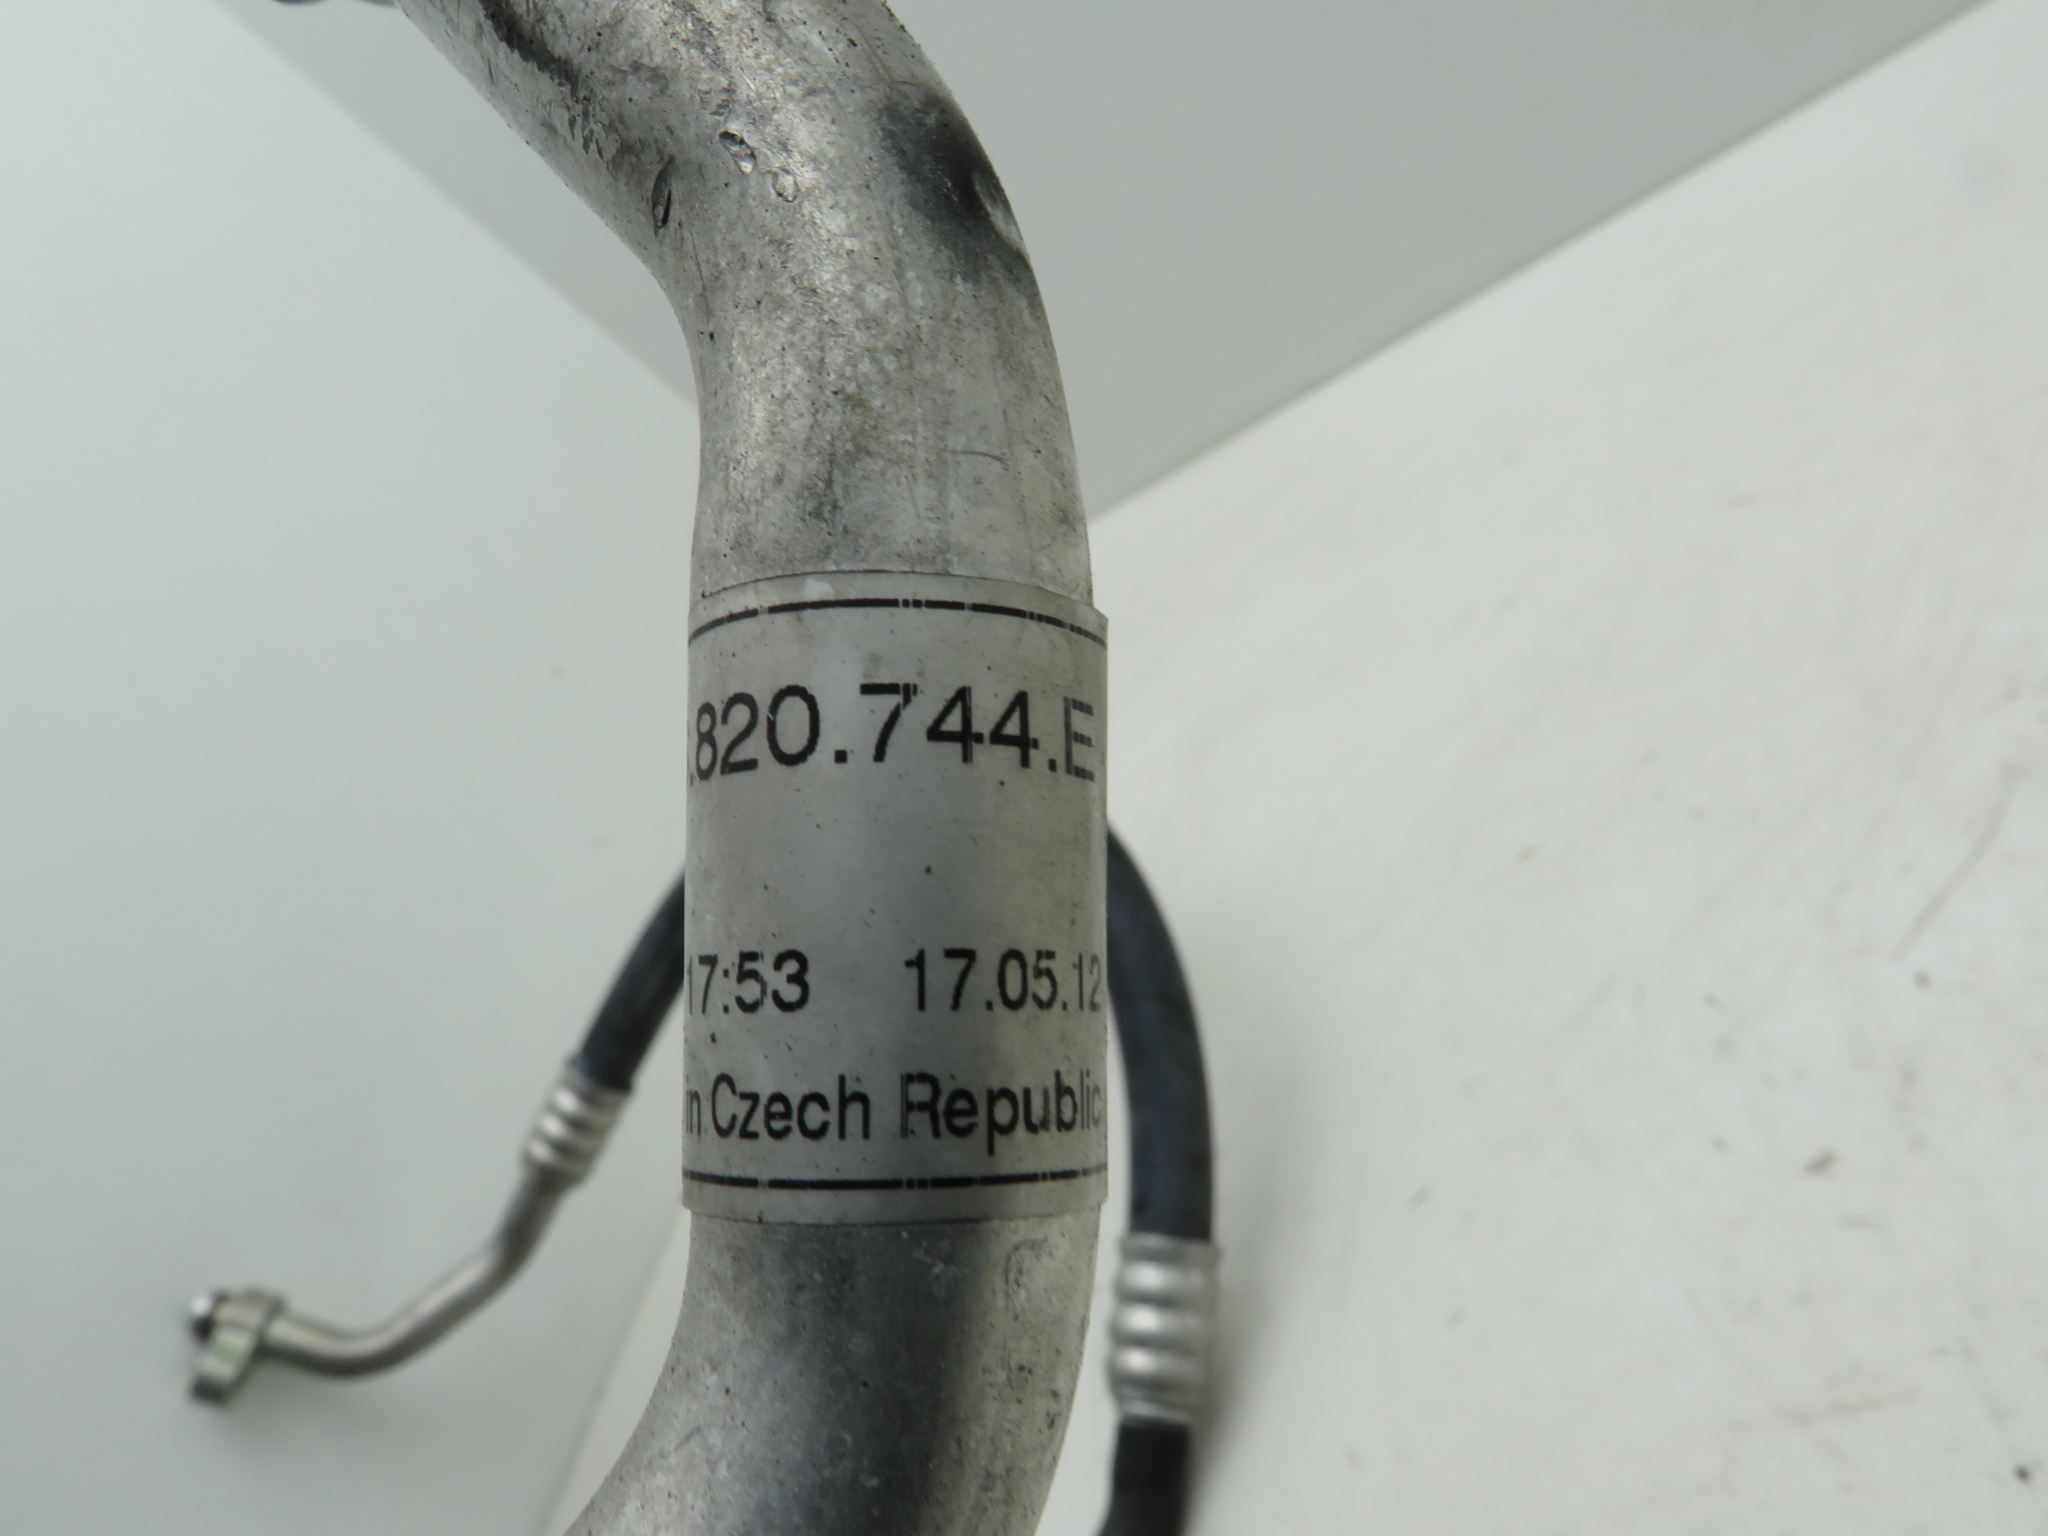 .820.744.E
17:53 17.05.12
in Czech Republic